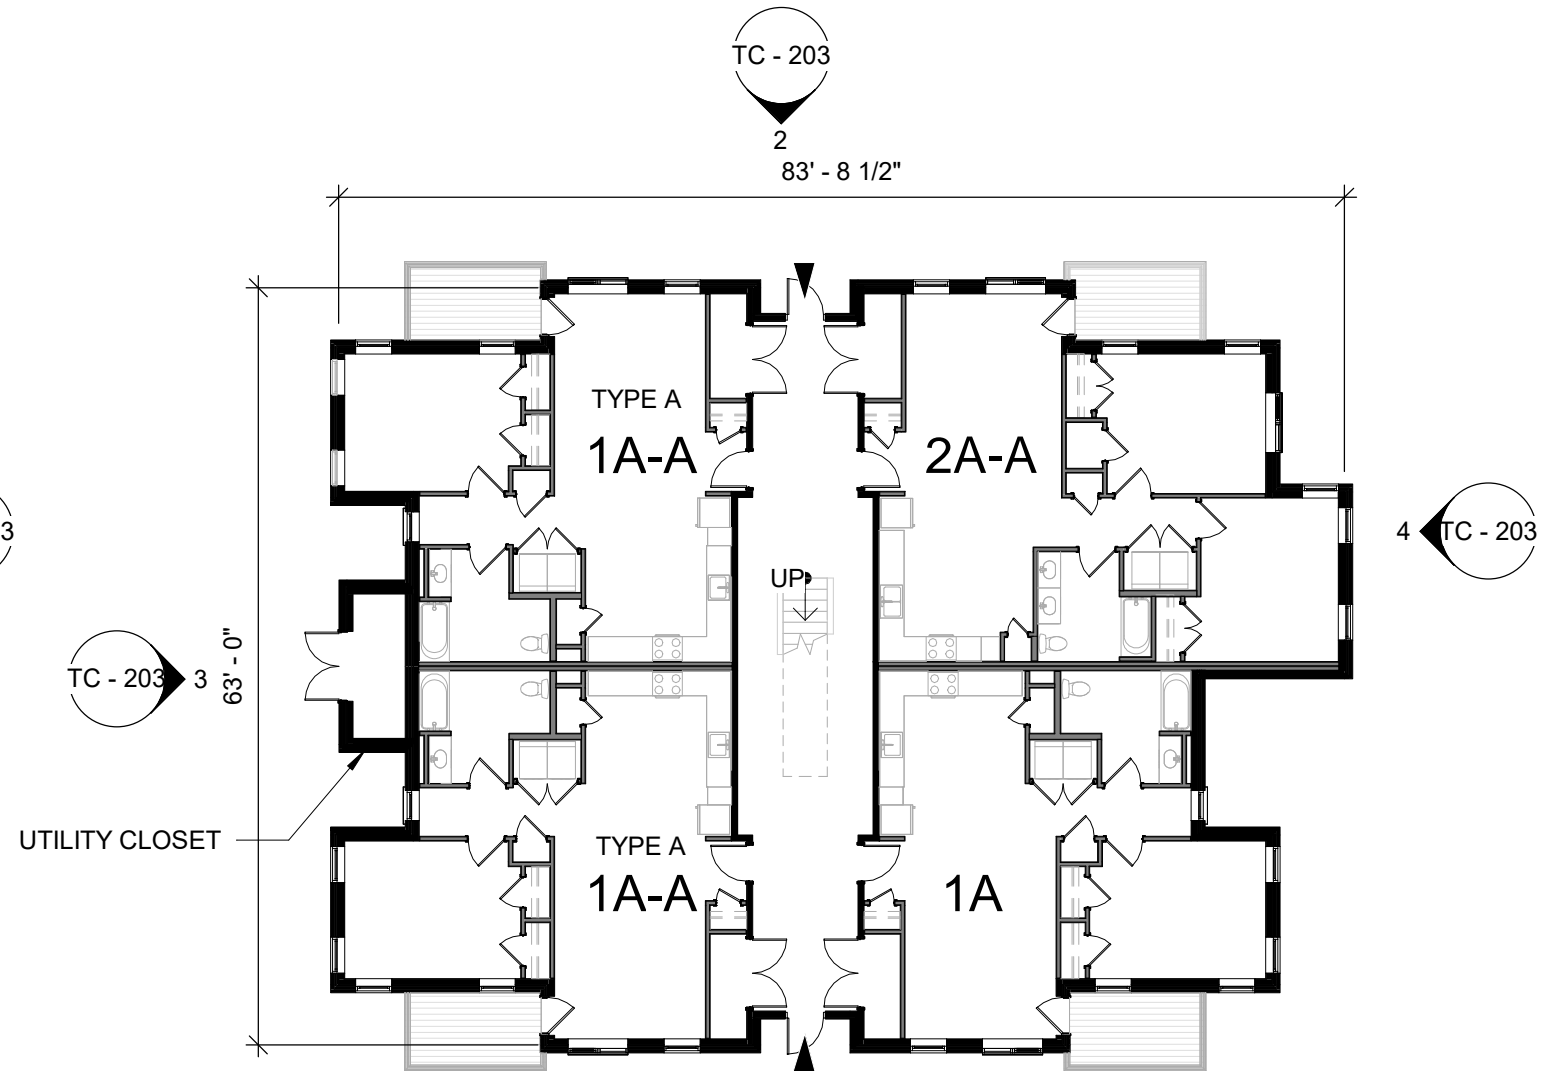 TC - 203
2
83' - 8 1/2"
TYPE A
1A-A
2A-A
3
4
TC - 203
UP
TC - 203
3
63' - 0"
UTILITY CLOSET
TYPE A
1A-A
1A